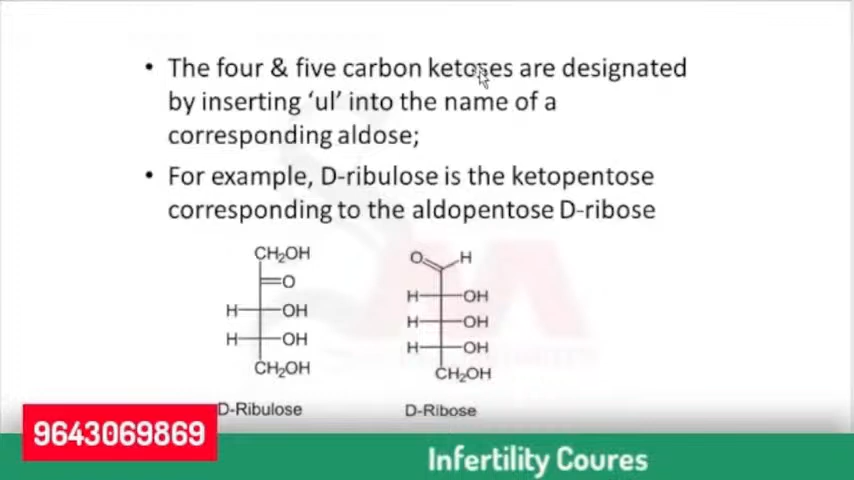 • The four & five carbon ketoses are designated
by inserting ‘ul’ into the name of a
corresponding aldose;
• For example, D-ribulose is the ketopentose
corresponding to the aldopentose D-ribose
CH₂OH
=O
H OH
H OH
CH₂OH
D-Ribulose
O H
H OH
H OH
H OH
CH₂OH
D-Ribose
9643069869
Infertility Coures